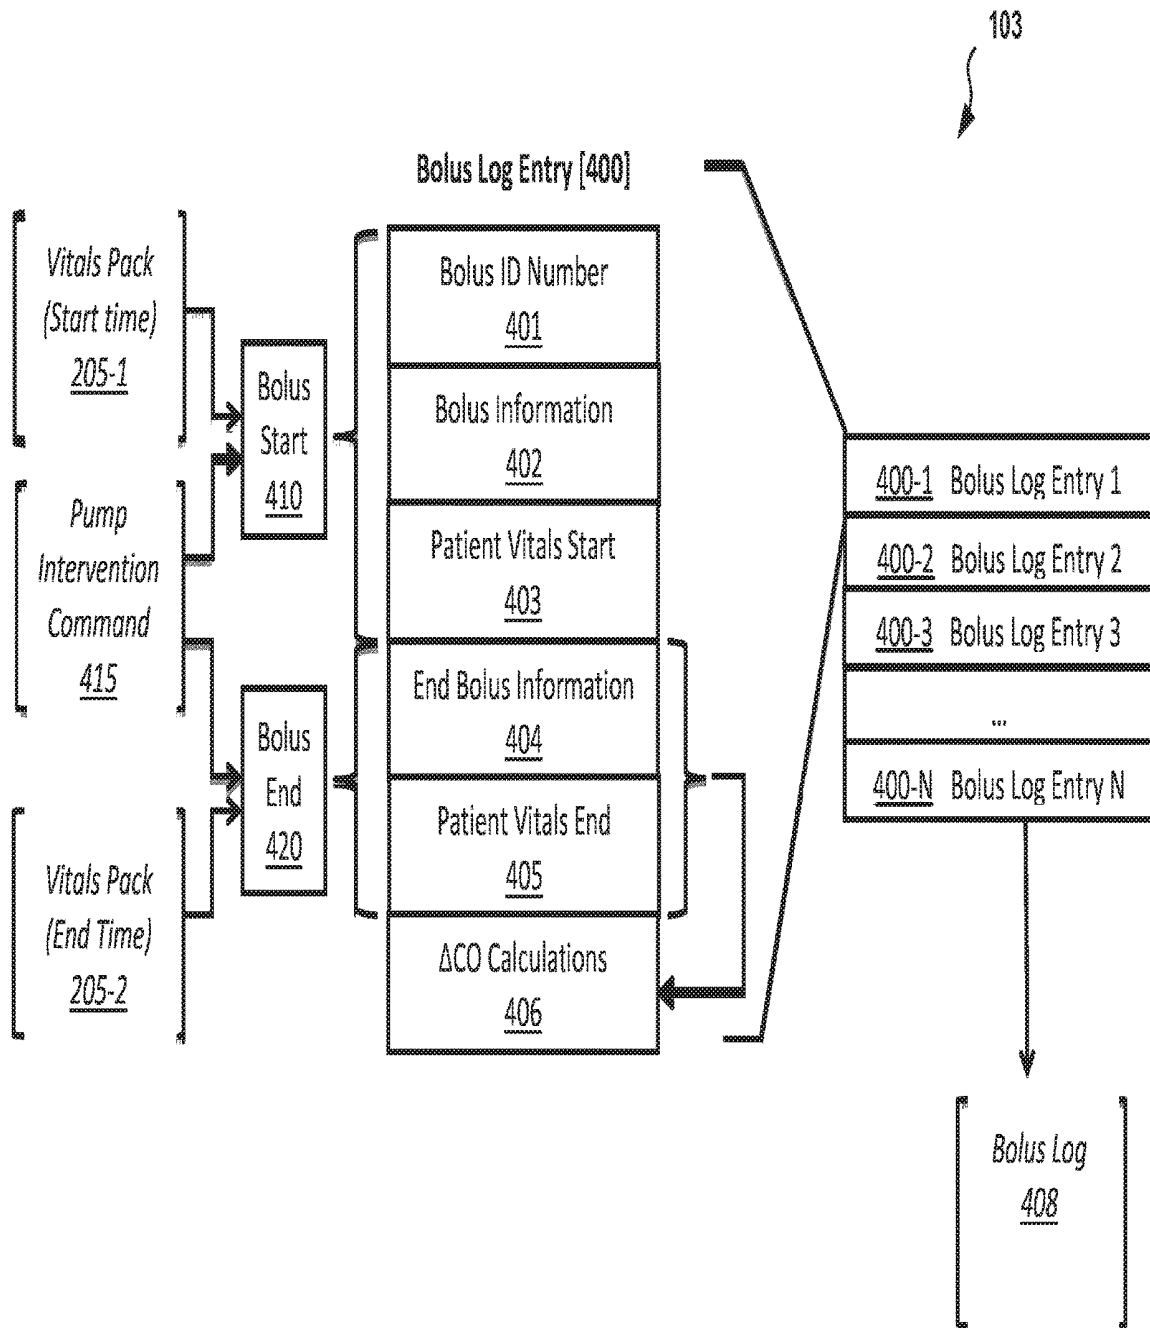 103
Bolus Log Entry [400]
Vitals Pack
(Start time)
205-1
Pump
Intervention
Command
415
Vitals Pack
(End Time)
205-2
Bolus
Start
410
Bolus
End
420
Bolus ID Number
401
Bolus Information
402
Patient Vitals Start
403
End Bolus Information
404
Patient Vitals End
405
ΔCO Calculations
406
400-1 Bolus Log Entry 1
400-2 Bolus Log Entry 2
400-3 Bolus Log Entry 3
...
400-N Bolus Log Entry N
Bolus Log
408